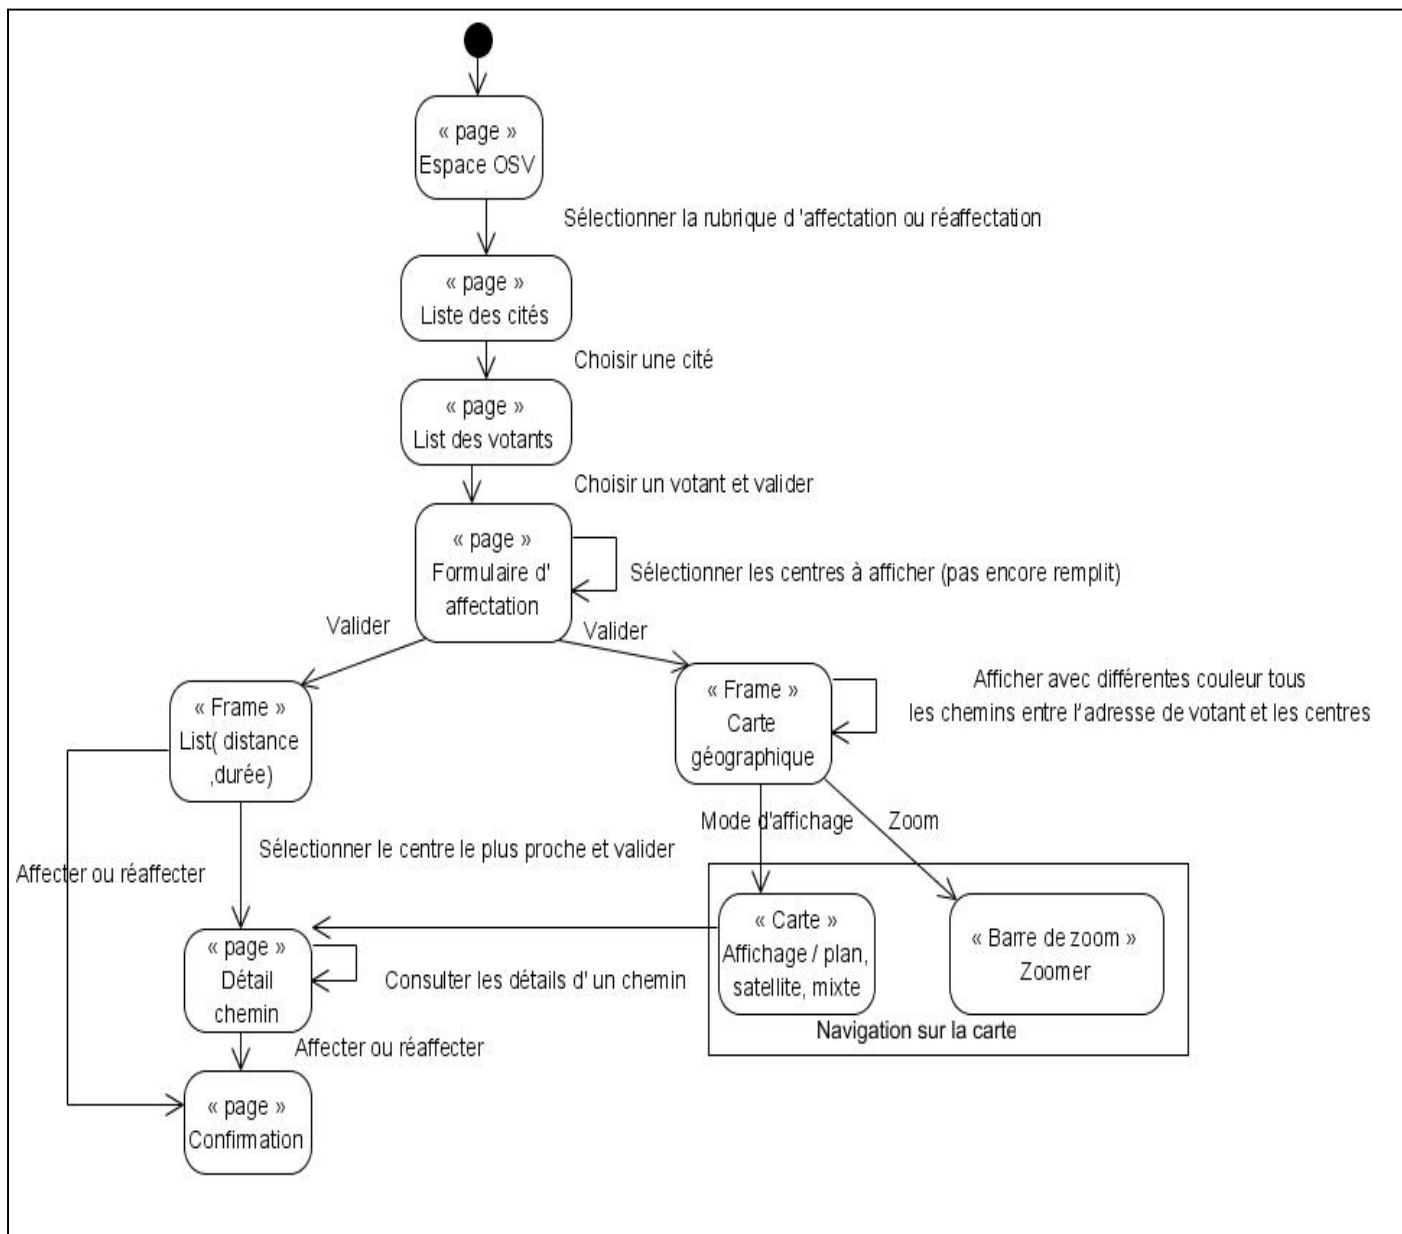 « page »
Espace OSV
Sélectionner la rubrique d 'affectation ou réaffectation
« page »
Liste des cités
Choisir une cité
« page »
List des votants
Choisir un votant et valider
« page »
Formulaire d'
affectation
Sélectionner les centres à afficher (pas encore remplit)
Valider
Valider
« Frame »
List( distance
,durée)
« Frame »
Carte
géographique
Afficher avec différentes couleur tous
les chemins entre l'adresse de votant et les centres
Mode d'affichage
Zoom
Sélectionner le centre le plus proche et valider
Affecter ou réaffecter
« Carte »
Affichage / plan,
satellite, mixte
« Barre de zoom »
Zoomer
Navigation sur la carte
« page »
Détail
chemin
Consulter les détails d' un chemin
Affecter ou réaffecter
« page »
Confirmation